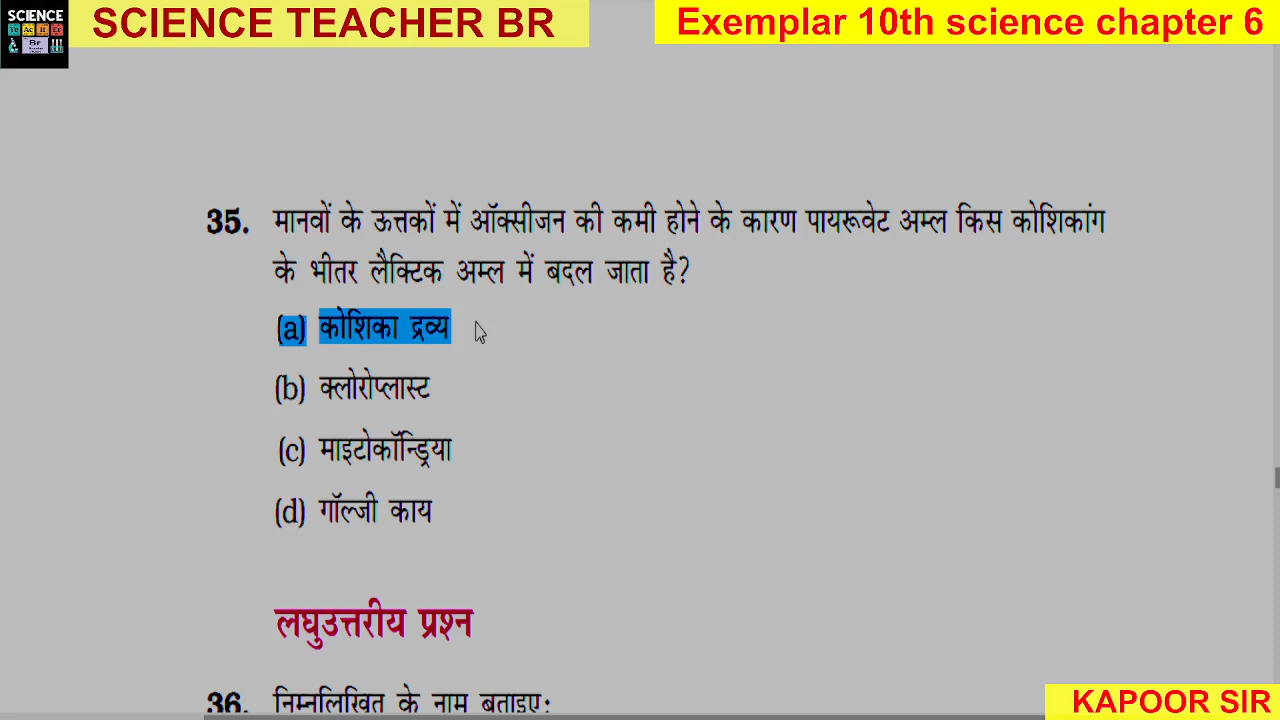 SCIENCE
SCIENCE TEACHER BR
Exemplar 10th science chapter 6
35. मानवों के ऊत्तकों में ऑक्सीजन की कमी होने के कारण पायरूवेट अम्ल किस कोशिकांग
के भीतर लैक्टिक अम्ल में बदल जाता है?
(a) कोशिका द्रव्य
(b) क्लोरोप्लास्ट
(c) माइटोकॉन्ड्रिया
(d) गॉल्जी काय
लघुउत्तरीय प्रश्न
36. निम्नलिखित के नाम बताइए:
KAPOOR SIR